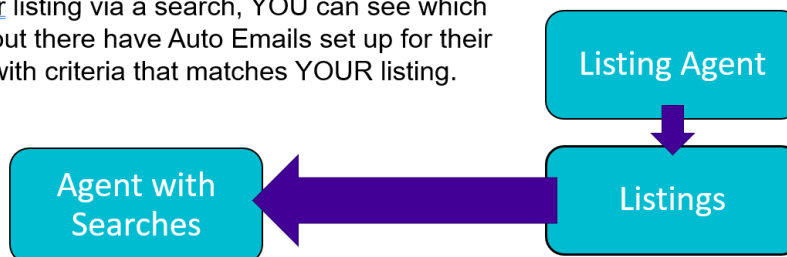 r listing via a search, YOU can see which
out there have Auto Emails set up for their
with criteria that matches YOUR listing.
Listing Agent
Agent with
Searches
Listings